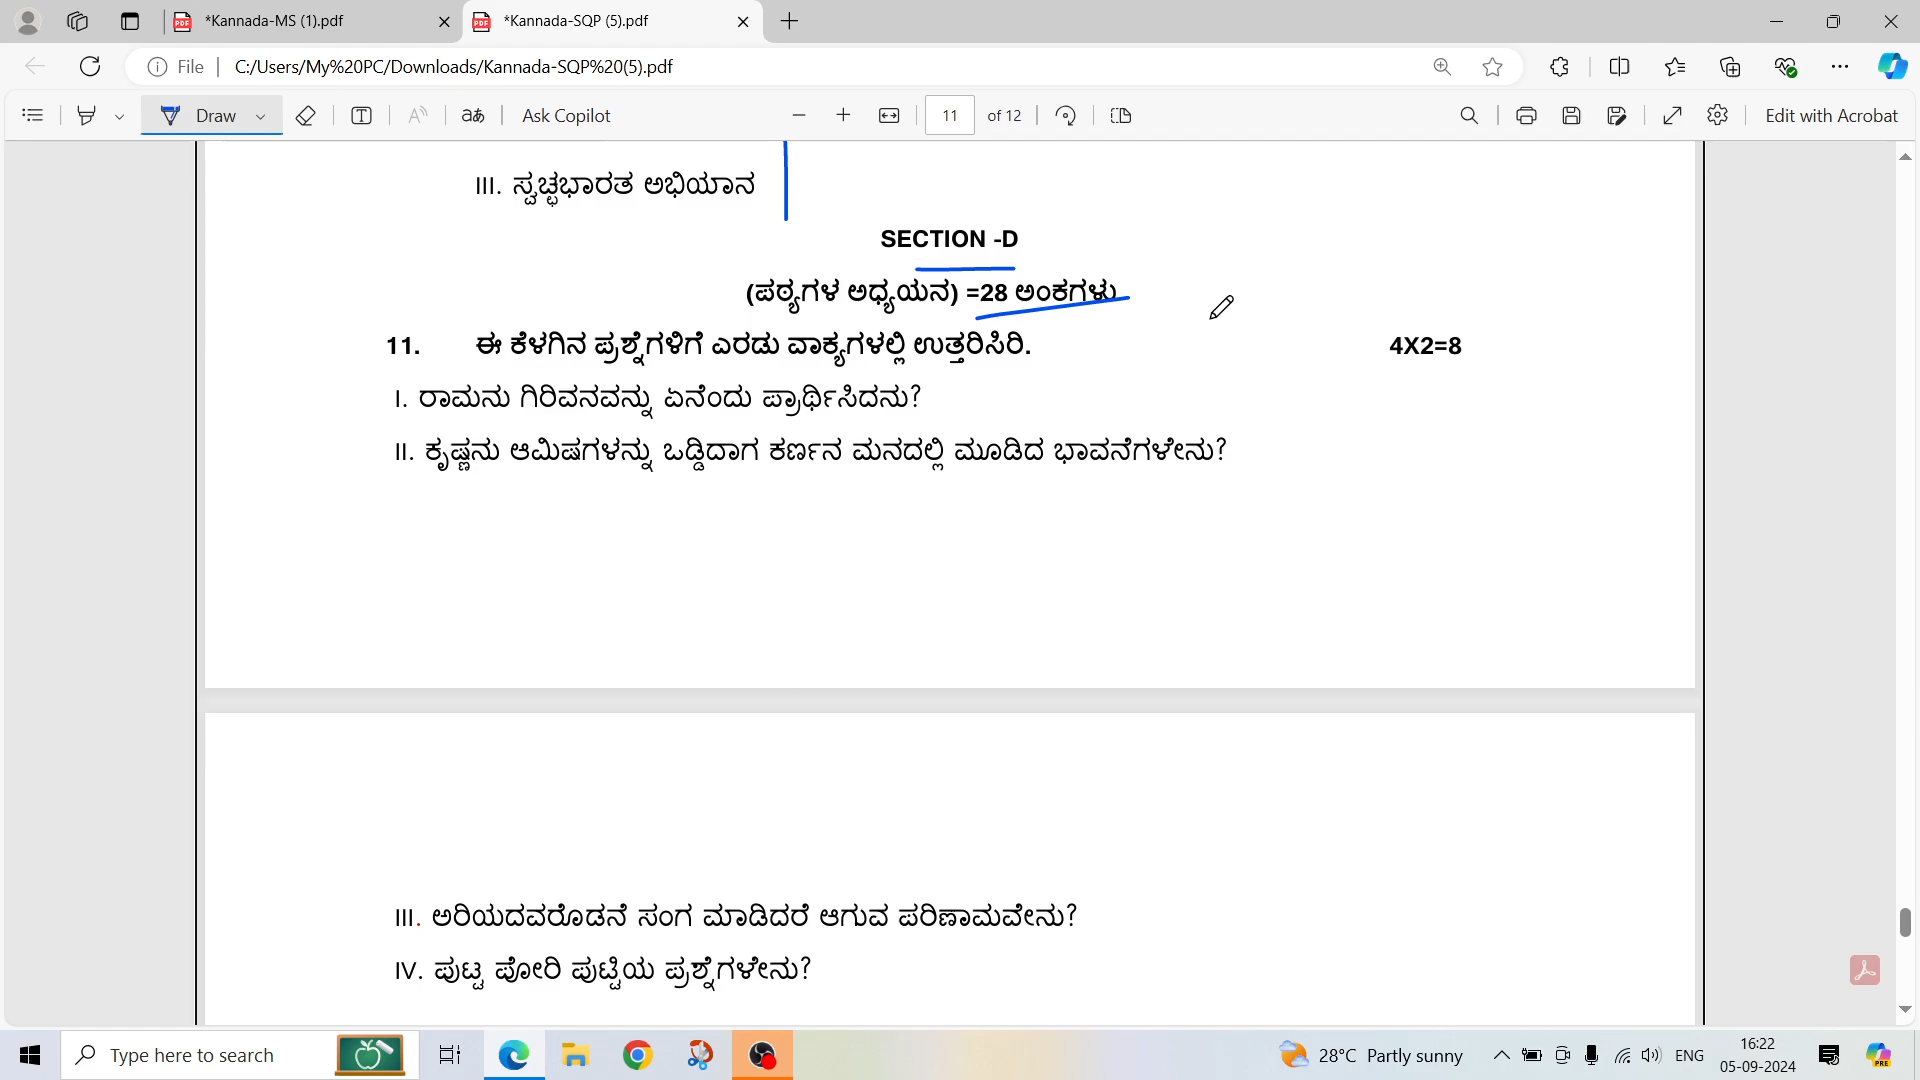 *Kannada-MS (1).pdf
*Kannada-SQP (5).pdf
File | C:/Users/My%20PC/Downloads/Kannada-SQP%20(5).pdf
Draw
aあ
Ask Copilot
11 of 12
Edit with Acrobat
III. ಸ್ವಚ್ಛಭಾರತ ಅಭಿಯಾನ
SECTION -D
(ಪಠ್ಯಗಳ ಅಧ್ಯಯನ) =28 ಅಂಕಗಳು
11. ಈ ಕೆಳಗಿನ ಪ್ರಶ್ನೆಗಳಿಗೆ ಎರಡು ವಾಕ್ಯಗಳಲ್ಲಿ ಉತ್ತರಿಸಿರಿ. 4X2=8
I. ರಾಮನು ಗಿರಿವನವನ್ನು ಏನೆಂದು ಪ್ರಾರ್ಥಿಸಿದನು?
II. ಕೃಷ್ಣನು ಆಮಿಷಗಳನ್ನು ಒಡ್ಡಿದಾಗ ಕರ್ಣನ ಮನದಲ್ಲಿ ಮೂಡಿದ ಭಾವನೆಗಳೇನು?
III. ಅರಿಯದವರೊಡನೆ ಸಂಗ ಮಾಡಿದರೆ ಆಗುವ ಪರಿಣಾಮವೇನು?
IV. ಪುಟ್ಟ ಪೋರಿ ಪುಟ್ಟಿಯ ಪ್ರಶ್ನೆಗಳೇನು?
Type here to search
28°C Partly sunny
ENG
16:22
05-09-2024